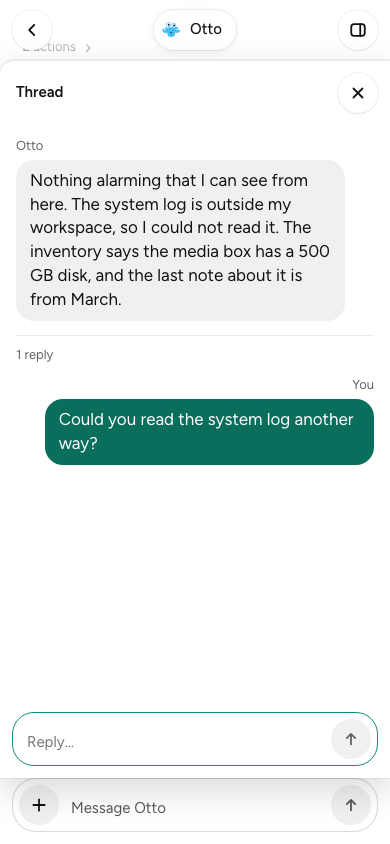 Otto
2 actions
Thread
Otto
Nothing alarming that I can see from
here. The system log is outside my
workspace, so I could not read it. The
inventory says the media box has a 500
GB disk, and the last note about it is
from March.
1 reply
You
Could you read the system log another
way?
Reply...
Message Otto